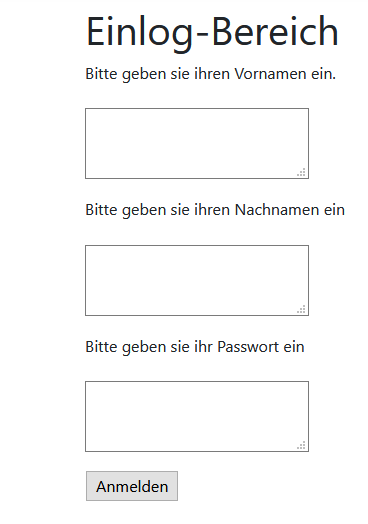 Einlog-Bereich
Bitte geben sie ihren Vornamen ein.
Bitte geben sie ihren Nachnamen ein
Bitte geben sie ihr Passwort ein
Anmelden